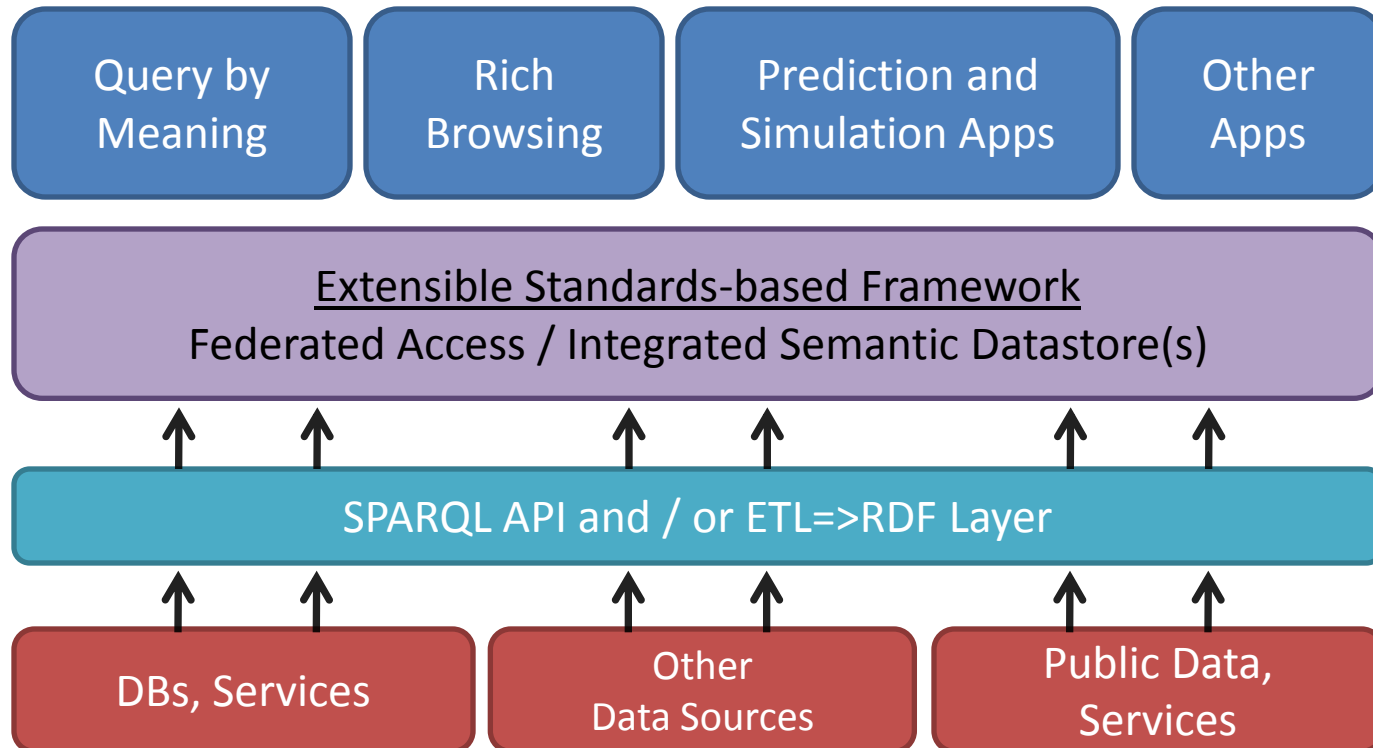 Query by
Meaning
Rich
Browsing
Prediction and
Simulation Apps
Other
Apps
Extensible Standards-based Framework
Federated Access / Integrated Semantic Datastore(s)
SPARQL API and / or ETL=>RDF Layer
DBs, Services
Other
Data Sources
Public Data,
Services